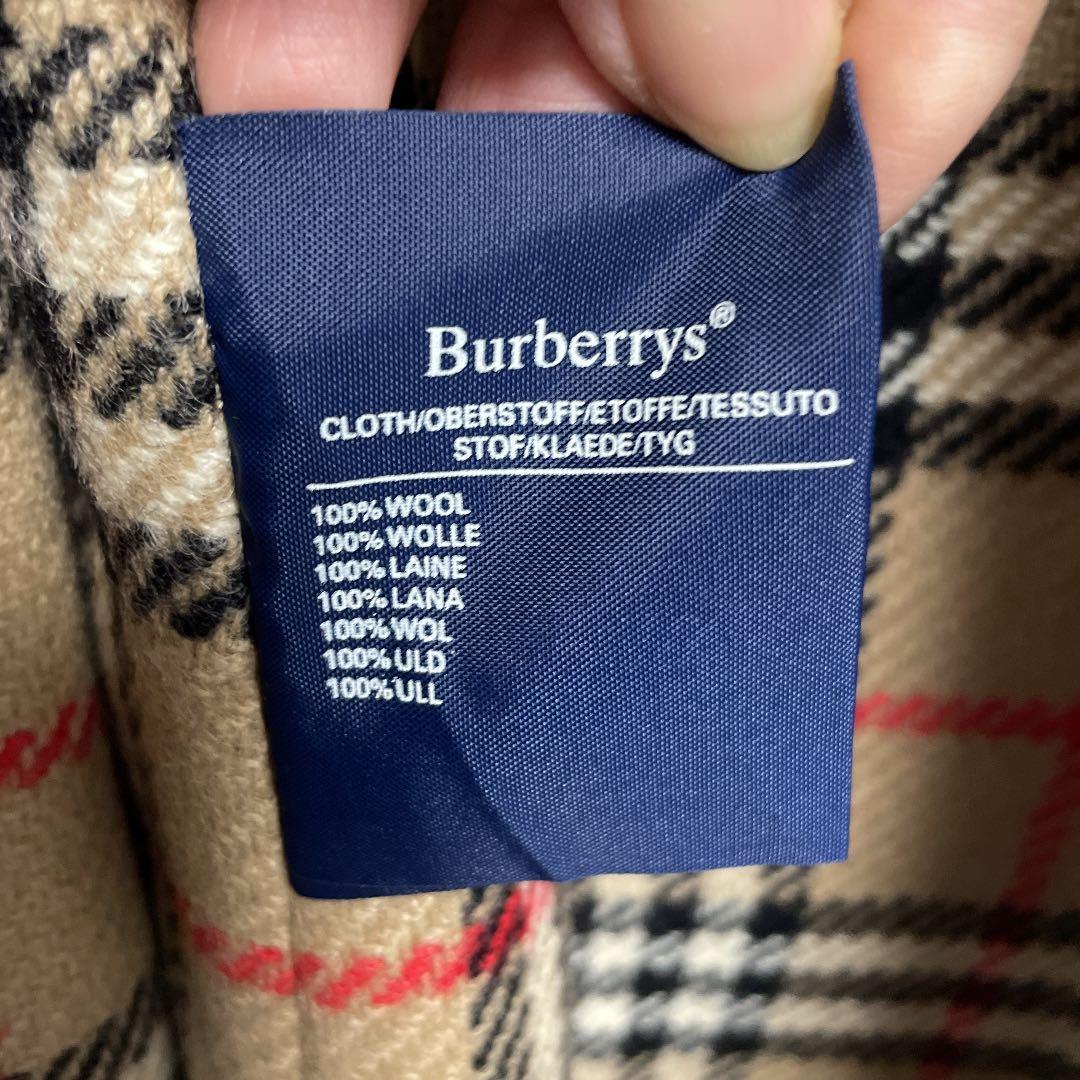 Burberrys®
CLOTH/OBERSTOFF/ETOFFE/TESSUTO
STOF/KLAEDE/TYG
100% WOOL
100% WOLLE
100% LAINE
100% LANA
100% WOL
100% ULD
100% ULL